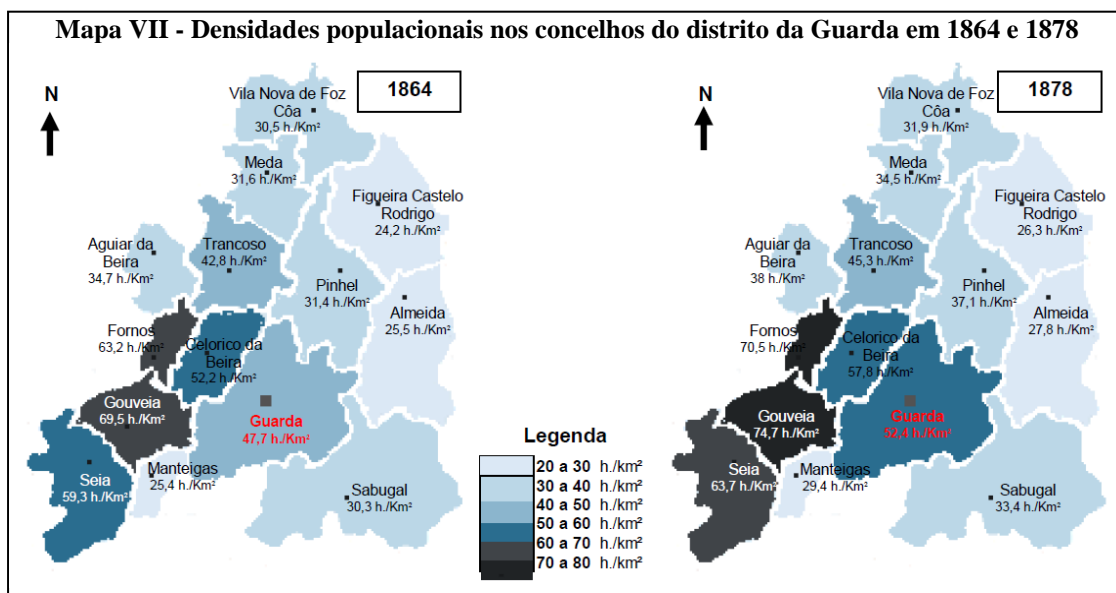 Mapa VII - Densidades populacionais nos concelhos do distrito da Guarda em 1864 e 1878
N
1864
Vila Nova de Foz
Côa
30,5 h./Km²
Meda
31,6 h./Km²
Figueira Castelo
Rodrigo
24,2 h./Km²
Aguiar da
Beira
34,7 h./Km²
Trancoso
42,8 h./Km²
Pinhel
31,4 h./Km²
Almeida
25,5 h./Km²
Fornos
63,2 h./Km²
Celorico da
Beira
52,2 h./Km²
Gouveia
69,5 h./Km²
Guarda
47,7 h./Km²
Seia
59,3 h./Km²
Manteigas
25,4 h./Km²
Sabugal
30,3 h./Km²
Legenda
20 a 30 h./km²
30 a 40 h./km²
40 a 50 h./km²
50 a 60 h./km²
60 a 70 h./km²
70 a 80 h./km²
N
1878
Vila Nova de Foz
Côa
31,9 h./Km²
Meda
34,5 h./Km²
Figueira Castelo
Rodrigo
26,3 h./Km²
Aguiar da
Beira
38 h./Km²
Trancoso
45,3 h./Km²
Pinhel
37,1 h./Km²
Almeida
27,8 h./Km²
Fornos
70,5 h./Km²
Celorico da
Beira
57,8 h./Km²
Gouveia
74,7 h./Km²
Guarda
52,4 h./Km²
Seia
63,7 h./Km²
Manteigas
29,4 h./Km²
Sabugal
33,4 h./Km²